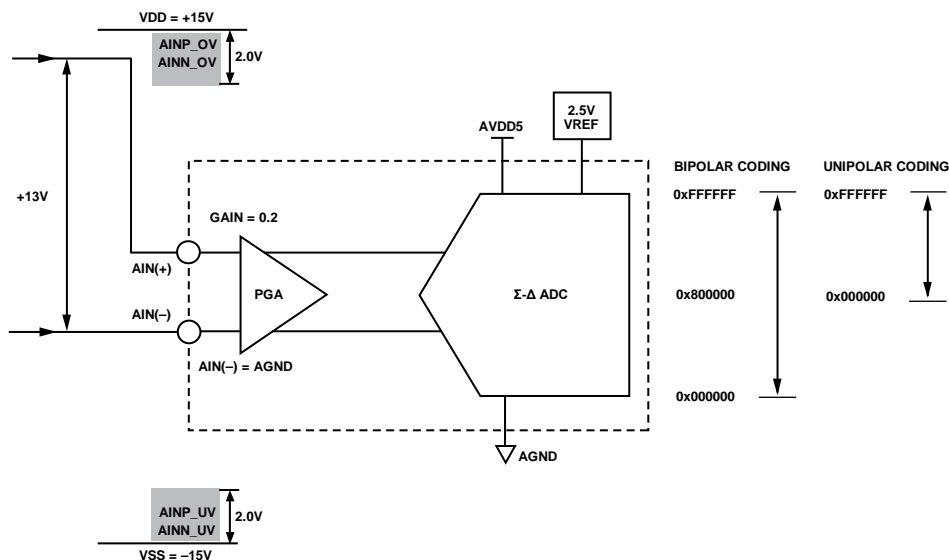 VDD = +15V
AINP_OV
AINN_OV
2.0V
+13V
AIN(+)
AIN(–)
GAIN = 0.2
PGA
AIN(–) = AGND
AVDD5
2.5V
VREF
Σ-Δ ADC
AGND
BIPOLAR CODING
0xFFFFFF
0x800000
0x000000
UNIPOLAR CODING
0xFFFFFF
0x000000
AINP_UV
AINN_UV
2.0V
VSS = –15V